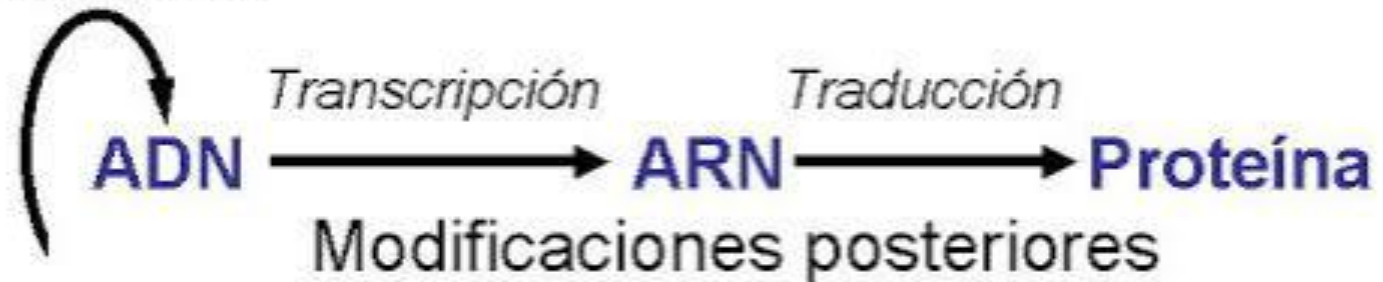 Transcripción Traducción
ADN ARN Proteína
Modificaciones posteriores